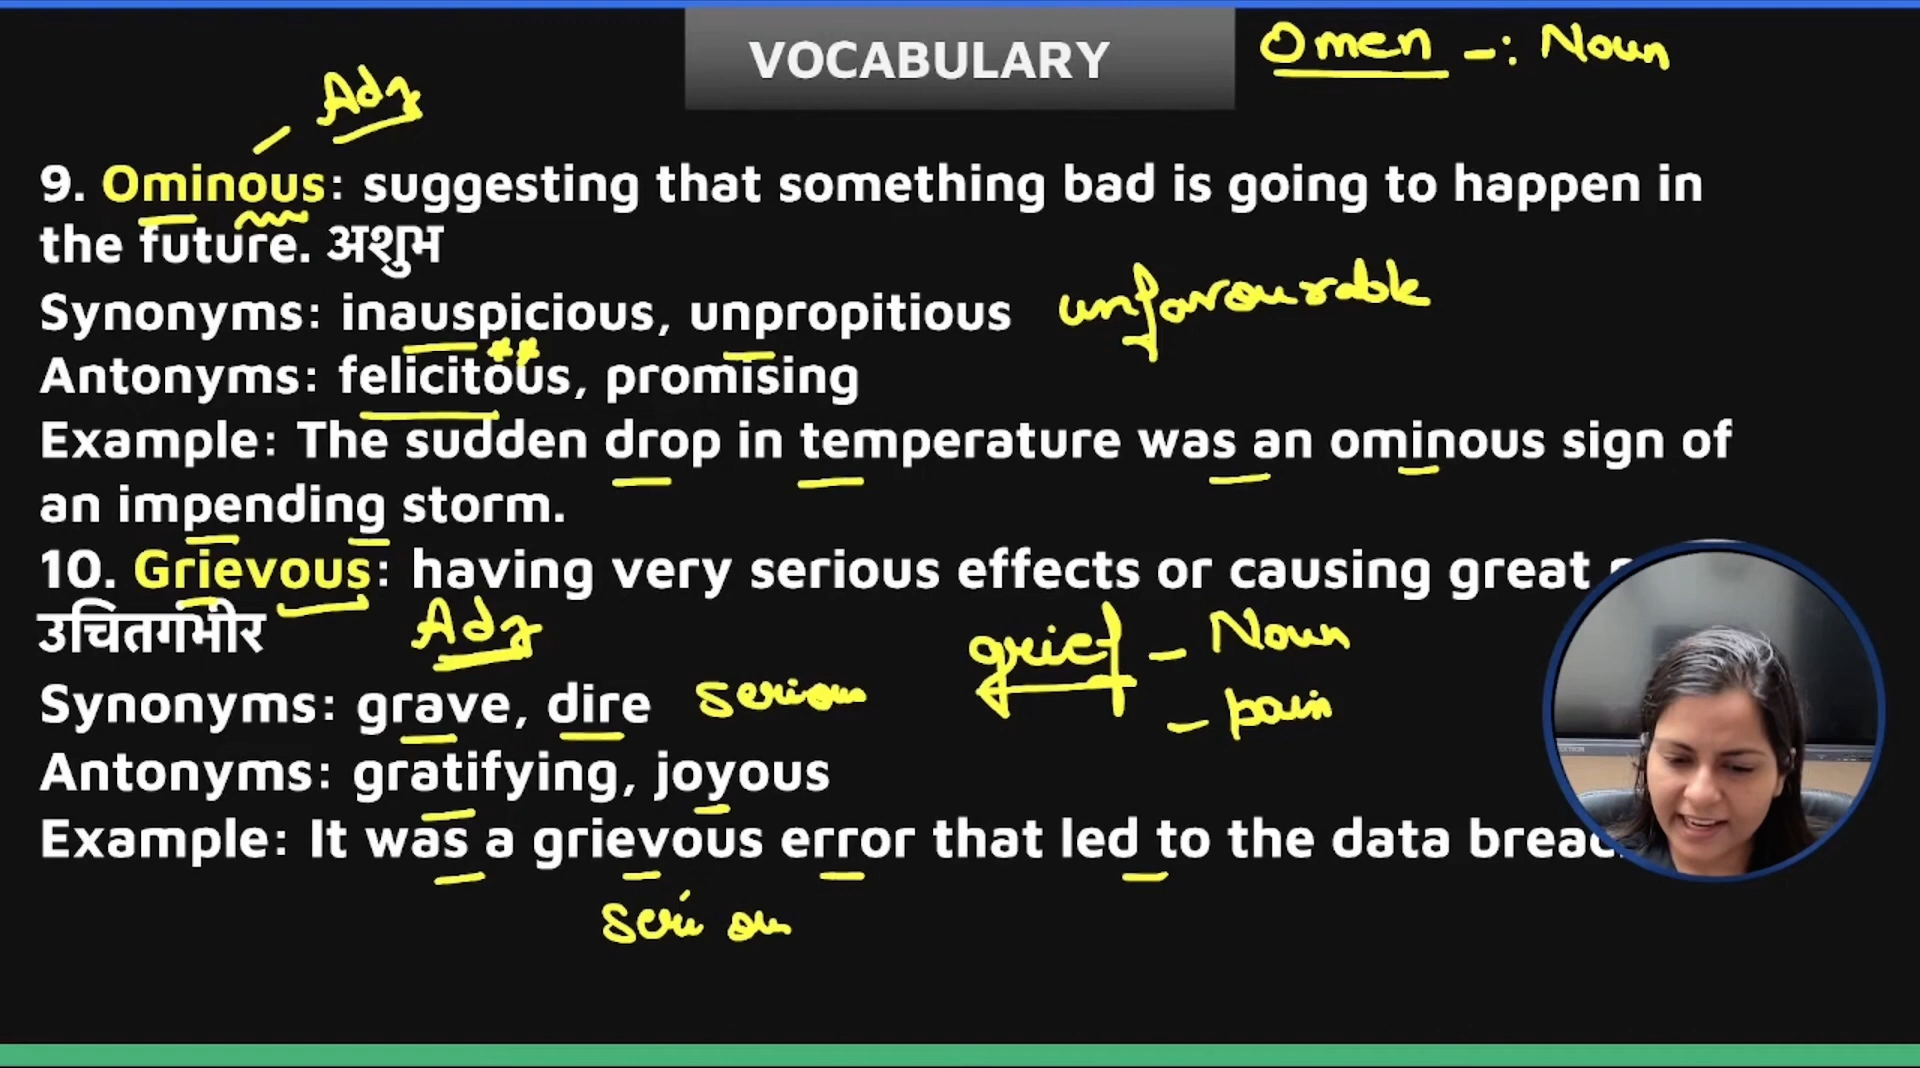 VOCABULARY
Omen -: Noun
Adj
9. Ominous: suggesting that something bad is going to happen in
the future. अशुभ
Synonyms: inauspicious, unpropitious unfavourable
Antonyms: felicitous, promising
Example: The sudden drop in temperature was an ominous sign of
an impending storm.
10. Grievous: having very serious effects or causing great
उचितगंभीर Adj grief - Noun
Synonyms: grave, dire serious - pain
Antonyms: gratifying, joyous
Example: It was a grievous error that led to the data breac